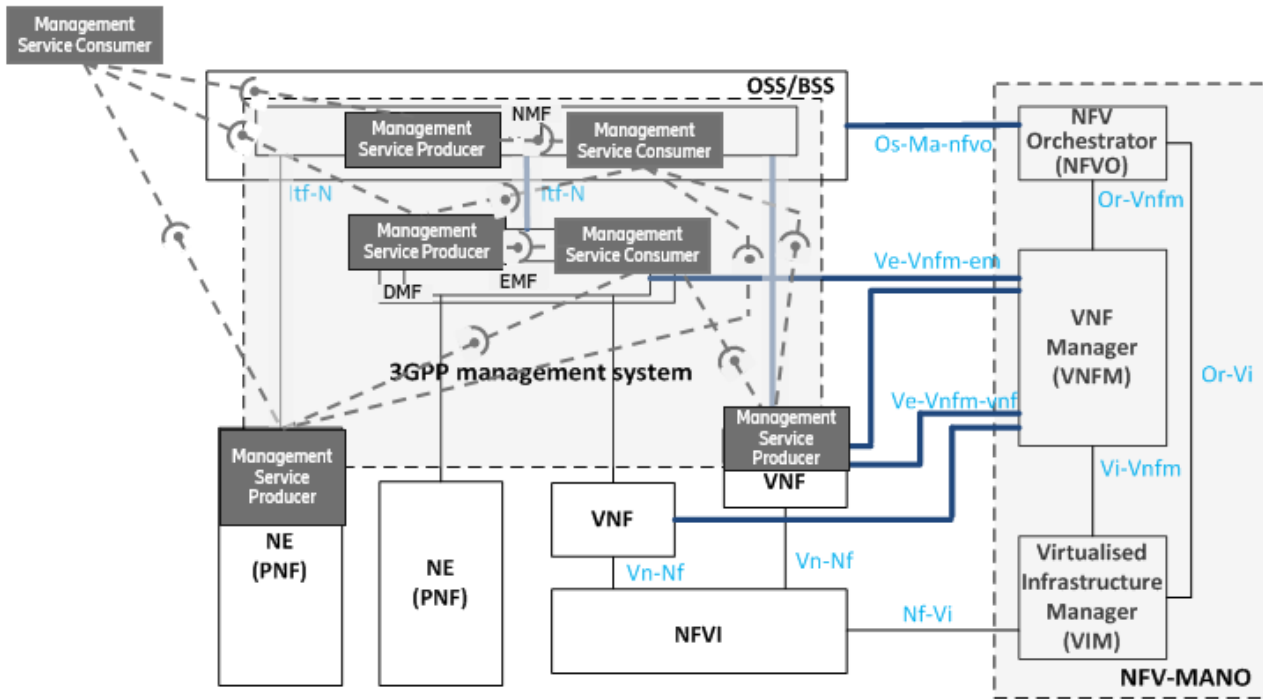 Management
Service Consumer
OSS/BSS
NMF
Management
Service Producer
Management
Service Consumer
Os-Ma-nfvo
NFV
Orchestrator
(NFVO)
Itf-N
Itf-N
Or-Vnfm
Management
Service Producer
Management
Service Consumer
EMF
DMF
Ve-Vnfm-em
VNF
Manager
(VNFM)
Or-Vi
3GPP management system
Ve-Vnfm-vnf
Management
Service
Producer
VNF
Management
Service
Producer
NE
(PNF)
NE
(PNF)
VNF
Vi-Vnfm
Vn-Nf
Vn-Nf
Virtualised
Infrastructure
Manager
(VIM)
NFVI
Nf-Vi
NFV-MANO